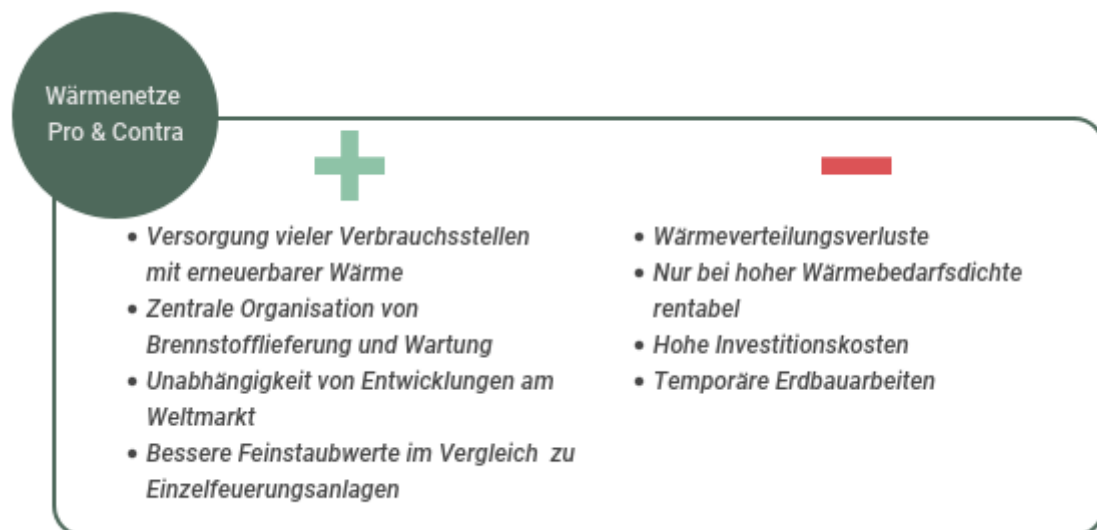 Wärmenetze
Pro & Contra
• Versorgung vieler Verbrauchsstellen
mit erneuerbarer Wärme
• Zentrale Organisation von
Brennstofflieferung und Wartung
• Unabhängigkeit von Entwicklungen am
Weltmarkt
• Bessere Feinstaubwerte im Vergleich zu
Einzelfeuerungsanlagen
• Wärmeverteilungsverluste
• Nur bei hoher Wärmebedarfsdichte
rentabel
• Hohe Investitionskosten
• Temporäre Erdbauarbeiten